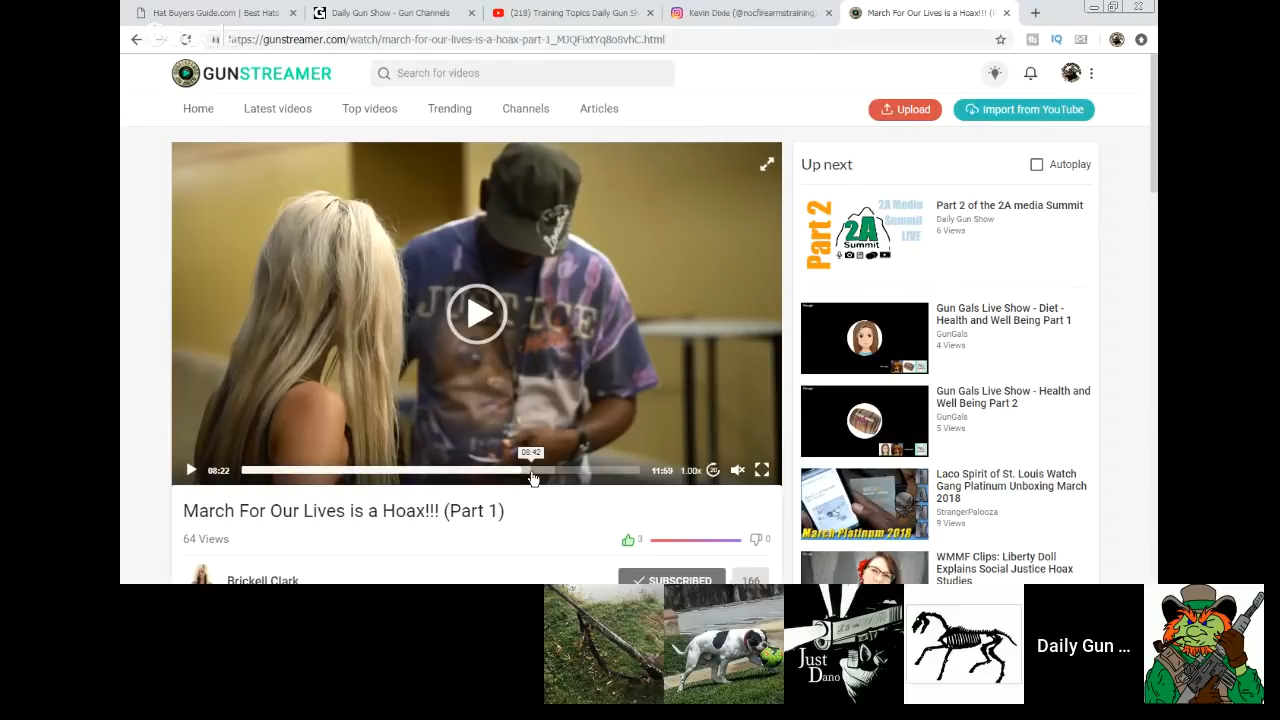 Hat Buyers Guide.com | Best Hats
Daily Gun Show - Gun Channels
(218) Training Topics Daily Gun Sh
Kevin Dixie (@nocfirearmstraining)
March For Our Lives is a Hoax!!! (P
https://gunstreamer.com/watch/march-for-our-lives-is-a-hoax-part-1_MJQFixtYq8o8vhC.html
GUNSTREAMER
Search for videos
Home
Latest videos
Top videos
Trending
Channels
Articles
Upload
Import from YouTube
JUSTICE
08:42
08:22
11:59
1.00x
20
March For Our Lives is a Hoax!!! (Part 1)
64 Views
3
0
Brickell Clark
SUBSCRIBED
166
Up next
Autoplay
Part 2
2A Media
Summit
LIVE
2A
Summit
Part 2 of the 2A media Summit
Daily Gun Show
6 Views
Gun Gals Live Show - Diet -
Health and Well Being Part 1
GunGals
4 Views
Gun Gals Live Show - Health and
Well Being Part 2
GunGals
5 Views
March Platinum 2018
Laco Spirit of St. Louis Watch
Gang Platinum Unboxing March
2018
StrangerPalooza
9 Views
WMMF Clips: Liberty Doll
Explains Social Justice Hoax
Studies
Just
Dano
Daily Gun ...